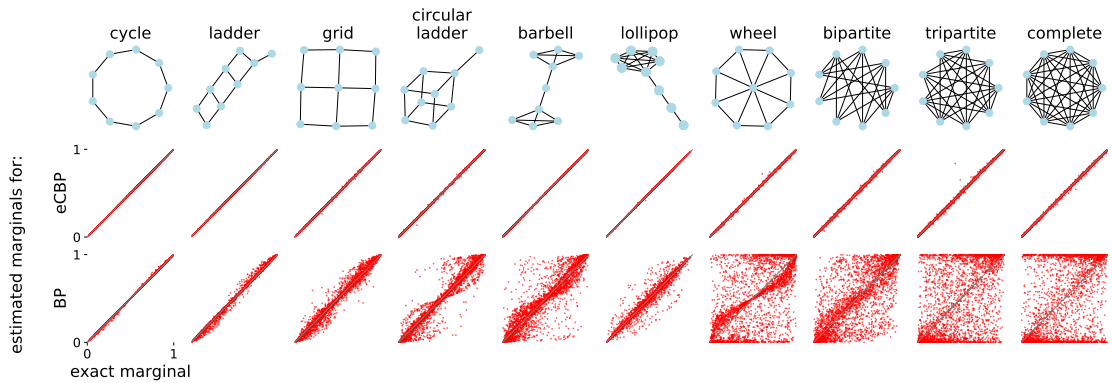 cycle
ladder
grid
circular
ladder
barbell
lollipop
wheel
bipartite
tripartite
complete
estimated marginals for:
eCBP
1
0
BP
1
0
0
1
exact marginal